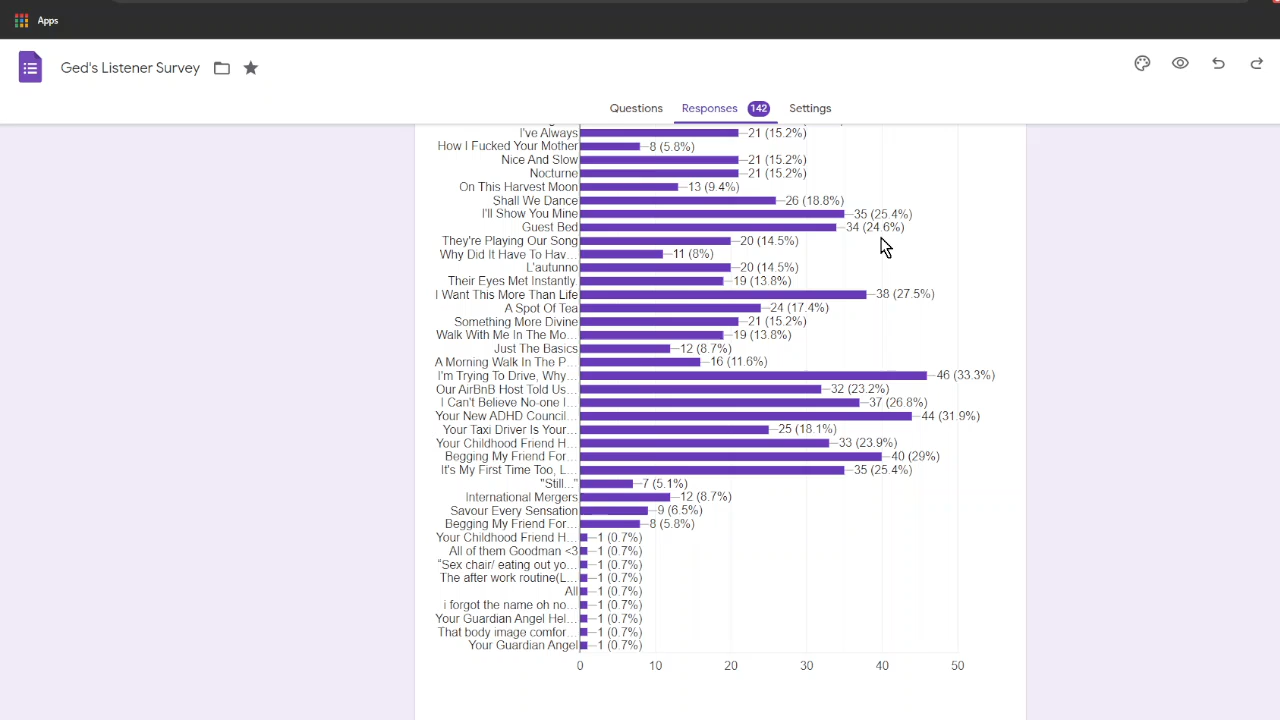 Apps
Ged's Listener Survey
Questions Responses 142 Settings
I've Always 21 (15.2%)
How I Fucked Your Mother 8 (5.8%)
Nice And Slow 21 (15.2%)
Nocturne 21 (15.2%)
On This Harvest Moon 13 (9.4%)
Shall We Dance 26 (18.8%)
I'll Show You Mine 35 (25.4%)
Guest Bed 34 (24.6%)
They're Playing Our Song 20 (14.5%)
Why Did It Have To Hav... 11 (8%)
L'autunno 20 (14.5%)
Their Eyes Met Instantly. 19 (13.8%)
I Want This More Than Life 38 (27.5%)
A Spot Of Tea 24 (17.4%)
Something More Divine 21 (15.2%)
Walk With Me In The Mo... 19 (13.8%)
Just The Basics 12 (8.7%)
A Morning Walk In The P... 16 (11.6%)
I'm Trying To Drive, Why... 46 (33.3%)
Our AirBnB Host Told Us... 32 (23.2%)
I Can't Believe No-one I... 37 (26.8%)
Your New ADHD Council... 44 (31.9%)
Your Taxi Driver Is Your... 25 (18.1%)
Your Childhood Friend H... 33 (23.9%)
Begging My Friend For... 40 (29%)
It's My First Time Too, L... 35 (25.4%)
"Still..." 7 (5.1%)
International Mergers 12 (8.7%)
Savour Every Sensation 9 (6.5%)
Begging My Friend For... 8 (5.8%)
Your Childhood Friend H... 1 (0.7%)
All of them Goodman <3 1 (0.7%)
“Sex chair/ eating out yo... 1 (0.7%)
The after work routine(L... 1 (0.7%)
All 1 (0.7%)
i forgot the name oh no... 1 (0.7%)
Your Guardian Angel Hel... 1 (0.7%)
That body image comfor... 1 (0.7%)
Your Guardian Angel 1 (0.7%)
0 10 20 30 40 50